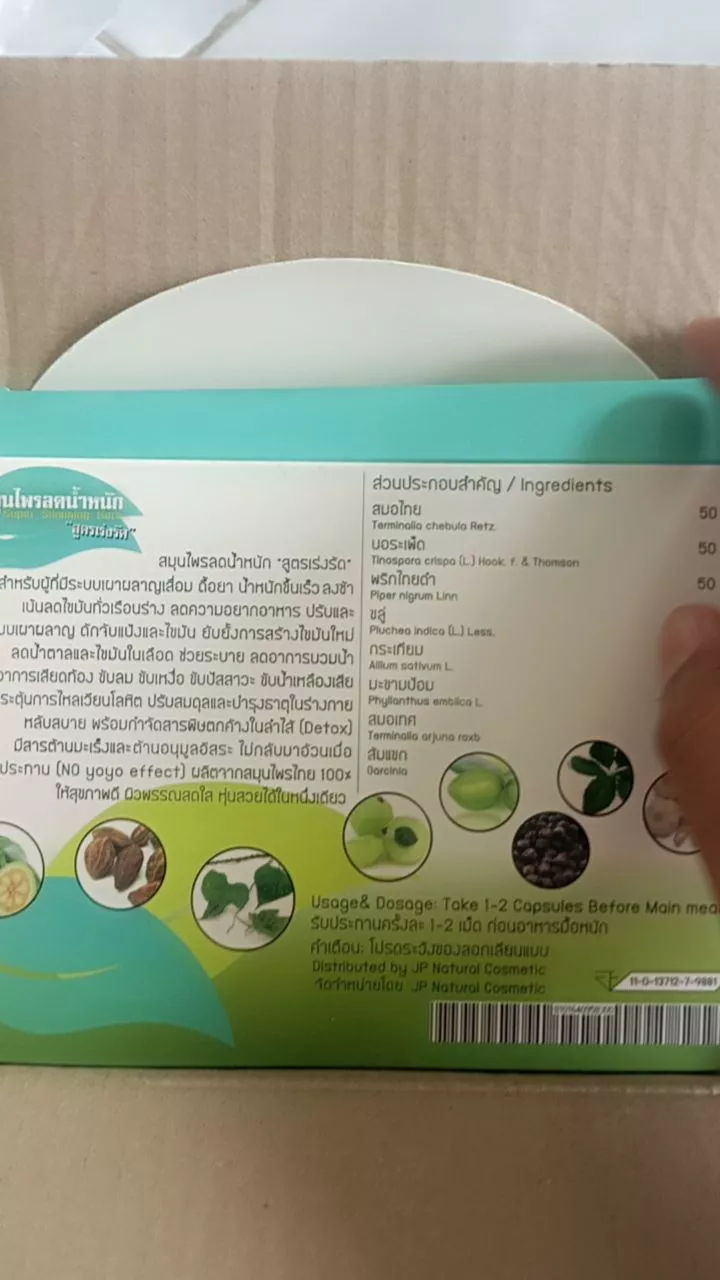 สมุนไพรลดน้ำหนัก
Super Slimming Herb
"สูตรเร่งรัด"
สมุนไพรลดน้ำหนัก "สูตรเร่งรัด"
สำหรับผู้ที่มีระบบเผาผลาญเสื่อม ดื้อยา น้ำหนักขึ้นเร็ว ลงช้า
เน้นลดไขมันทั่วเรือนร่าง ลดความอยากอาหาร ปรับและ
เผาผลาญ ดักจับแป้งและไขมัน ยับยั้งการสร้างไขมันใหม่
ลดน้ำตาลและไขมันในเลือด ช่วยระบาย ลดอาการบวมน้ำ
อาการเสียดท้อง ขับลม ขับเหงื่อ ขับปัสสาวะ ขับน้ำเหลืองเสีย
กระตุ้นการไหลเวียนโลหิต ปรับสมดุลและบำรุงธาตุในร่างกาย
หลับสบาย พร้อมกำจัดสารพิษตกค้างในลำไส้ (Detox)
มีสารต้านมะเร็งและต้านอนุมูลอิสระ ไม่กลับมาอ้วนเมื่อ
ประทาน (NO yoyo effect) ผลิตจากสมุนไพรไทย 100%
ให้สุขภาพดี ผิวพรรณสดใส หุ่นสวยได้ในหนึ่งเดียว
ส่วนประกอบสำคัญ / Ingredients
สมอไทย 50
Terminalia chebula Retz.
บอระเพ็ด 50
Tinospora crispa (L.) Hook. f. & Thomson
พริกไทยดำ 50
Piper nigrum Linn
ขลู่
Pluchea indica (L.) Less.
กระเทียม
Allium sativum L.
มะขามป้อม
Phyllanthus emblica L.
สมอเทศ
Terminalia arjuna roxb
ส้มแขก
Garcinia
Usage& Dosage: Take 1-2 Capsules Before Main mea
รับประทานครั้งละ 1-2 เม็ด ก่อนอาหารมื้อหนัก
คำเตือน: โปรดระวังของลอกเลียนแบบ
Distributed by JP Natural Cosmetic
จัดจำหน่ายโดย JP Natural Cosmetic
11-0-13712-7-9881